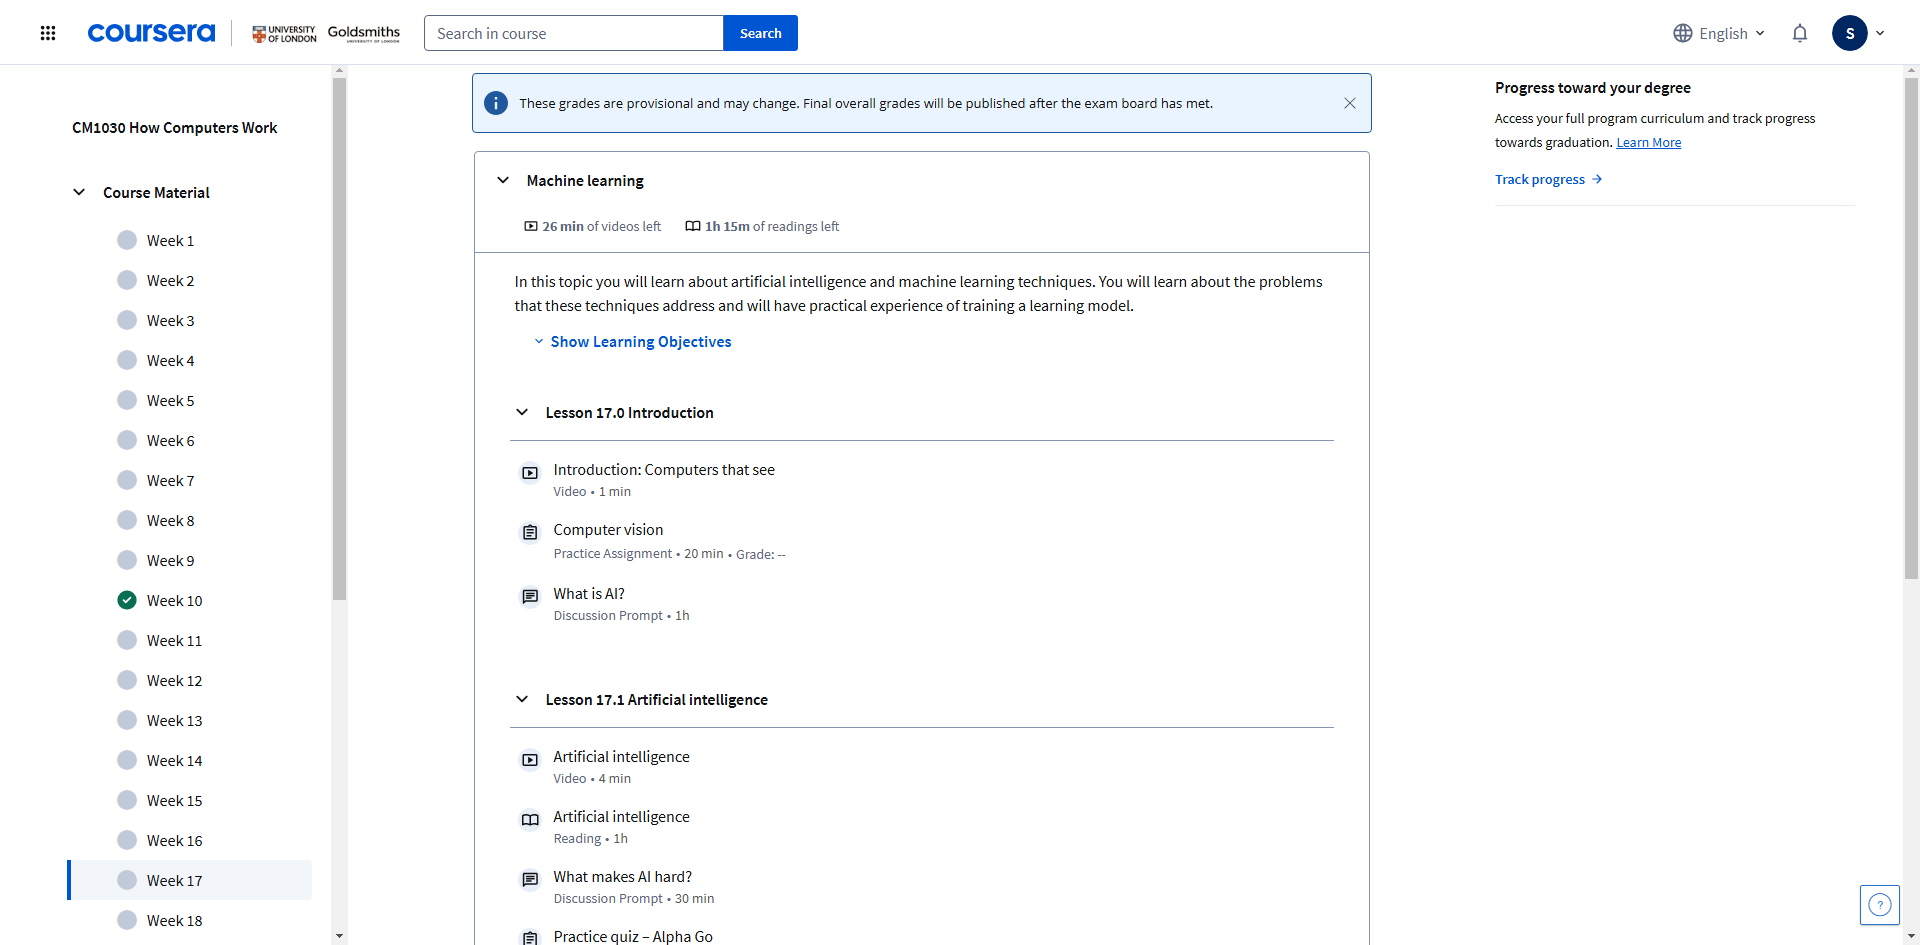 coursera
UNIVERSITY
OF LONDON
Goldsmiths
UNIVERSITY OF LONDON
Search in course
Search
English
S
CM1030 How Computers Work
Course Material
Week 1
Week 2
Week 3
Week 4
Week 5
Week 6
Week 7
Week 8
Week 9
Week 10
Week 11
Week 12
Week 13
Week 14
Week 15
Week 16
Week 17
Week 18
i
These grades are provisional and may change. Final overall grades will be published after the exam board has met.
Machine learning
26 min of videos left
1h 15m of readings left
In this topic you will learn about artificial intelligence and machine learning techniques. You will learn about the problems
that these techniques address and will have practical experience of training a learning model.
Show Learning Objectives
Lesson 17.0 Introduction
Introduction: Computers that see
Video • 1 min
Computer vision
Practice Assignment • 20 min • Grade: --
What is AI?
Discussion Prompt • 1h
Lesson 17.1 Artificial intelligence
Artificial intelligence
Video • 4 min
Artificial intelligence
Reading • 1h
What makes AI hard?
Discussion Prompt • 30 min
Practice quiz – Alpha Go
Progress toward your degree
Access your full program curriculum and track progress
towards graduation. Learn More
Track progress →
?